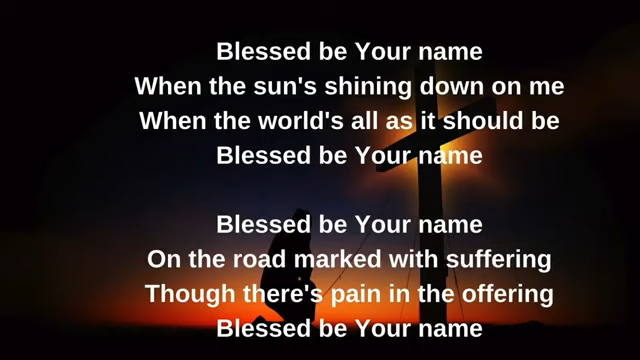 Blessed be Your name
When the sun's shining down on me
When the world's all as it should be
Blessed be Your name
Blessed be Your name
On the road marked with suffering
Though there's pain in the offering
Blessed be Your name